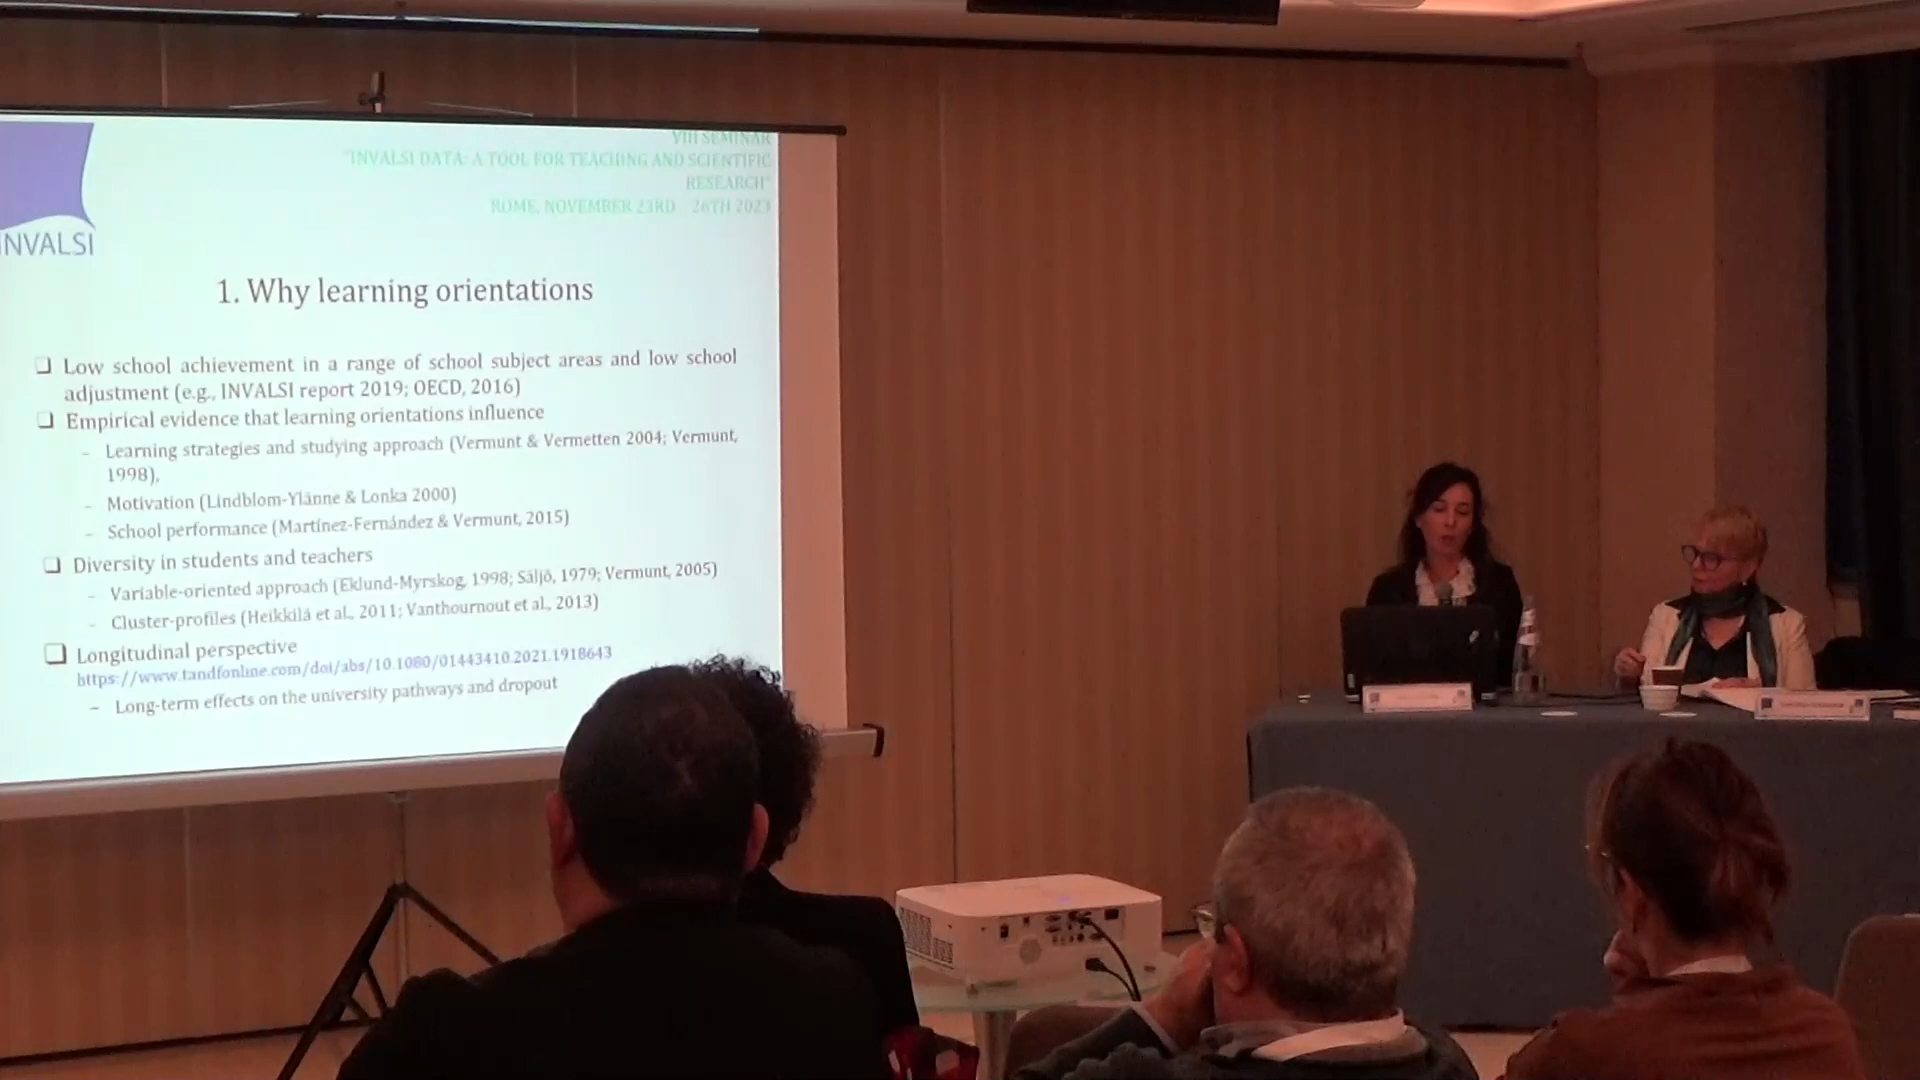 INVALSI
VIII SEMINAR
"INVALSI DATA: A TOOL FOR TEACHING AND SCIENTIFIC
RESEARCH"
ROME, NOVEMBER 23RD - 26TH 2023
1. Why learning orientations
❑ Low school achievement in a range of school subject areas and low school
adjustment (e.g., INVALSI report 2019; OECD, 2016)
❑ Empirical evidence that learning orientations influence
– Learning strategies and studying approach (Vermunt & Vermetten 2004; Vermunt,
1998),
– Motivation (Lindblom-Ylänne & Lonka 2000)
– School performance (Martínez-Fernández & Vermunt, 2015)
❑ Diversity in students and teachers
– Variable-oriented approach (Eklund-Myrskog, 1998; Säljö, 1979; Vermunt, 2005)
– Cluster-profiles (Heikkilä et al., 2011; Vanthournout et al., 2013)
❑ Longitudinal perspective
https://www.tandfonline.com/doi/abs/10.1080/01443410.2021.1918643
– Long-term effects on the university pathways and dropout